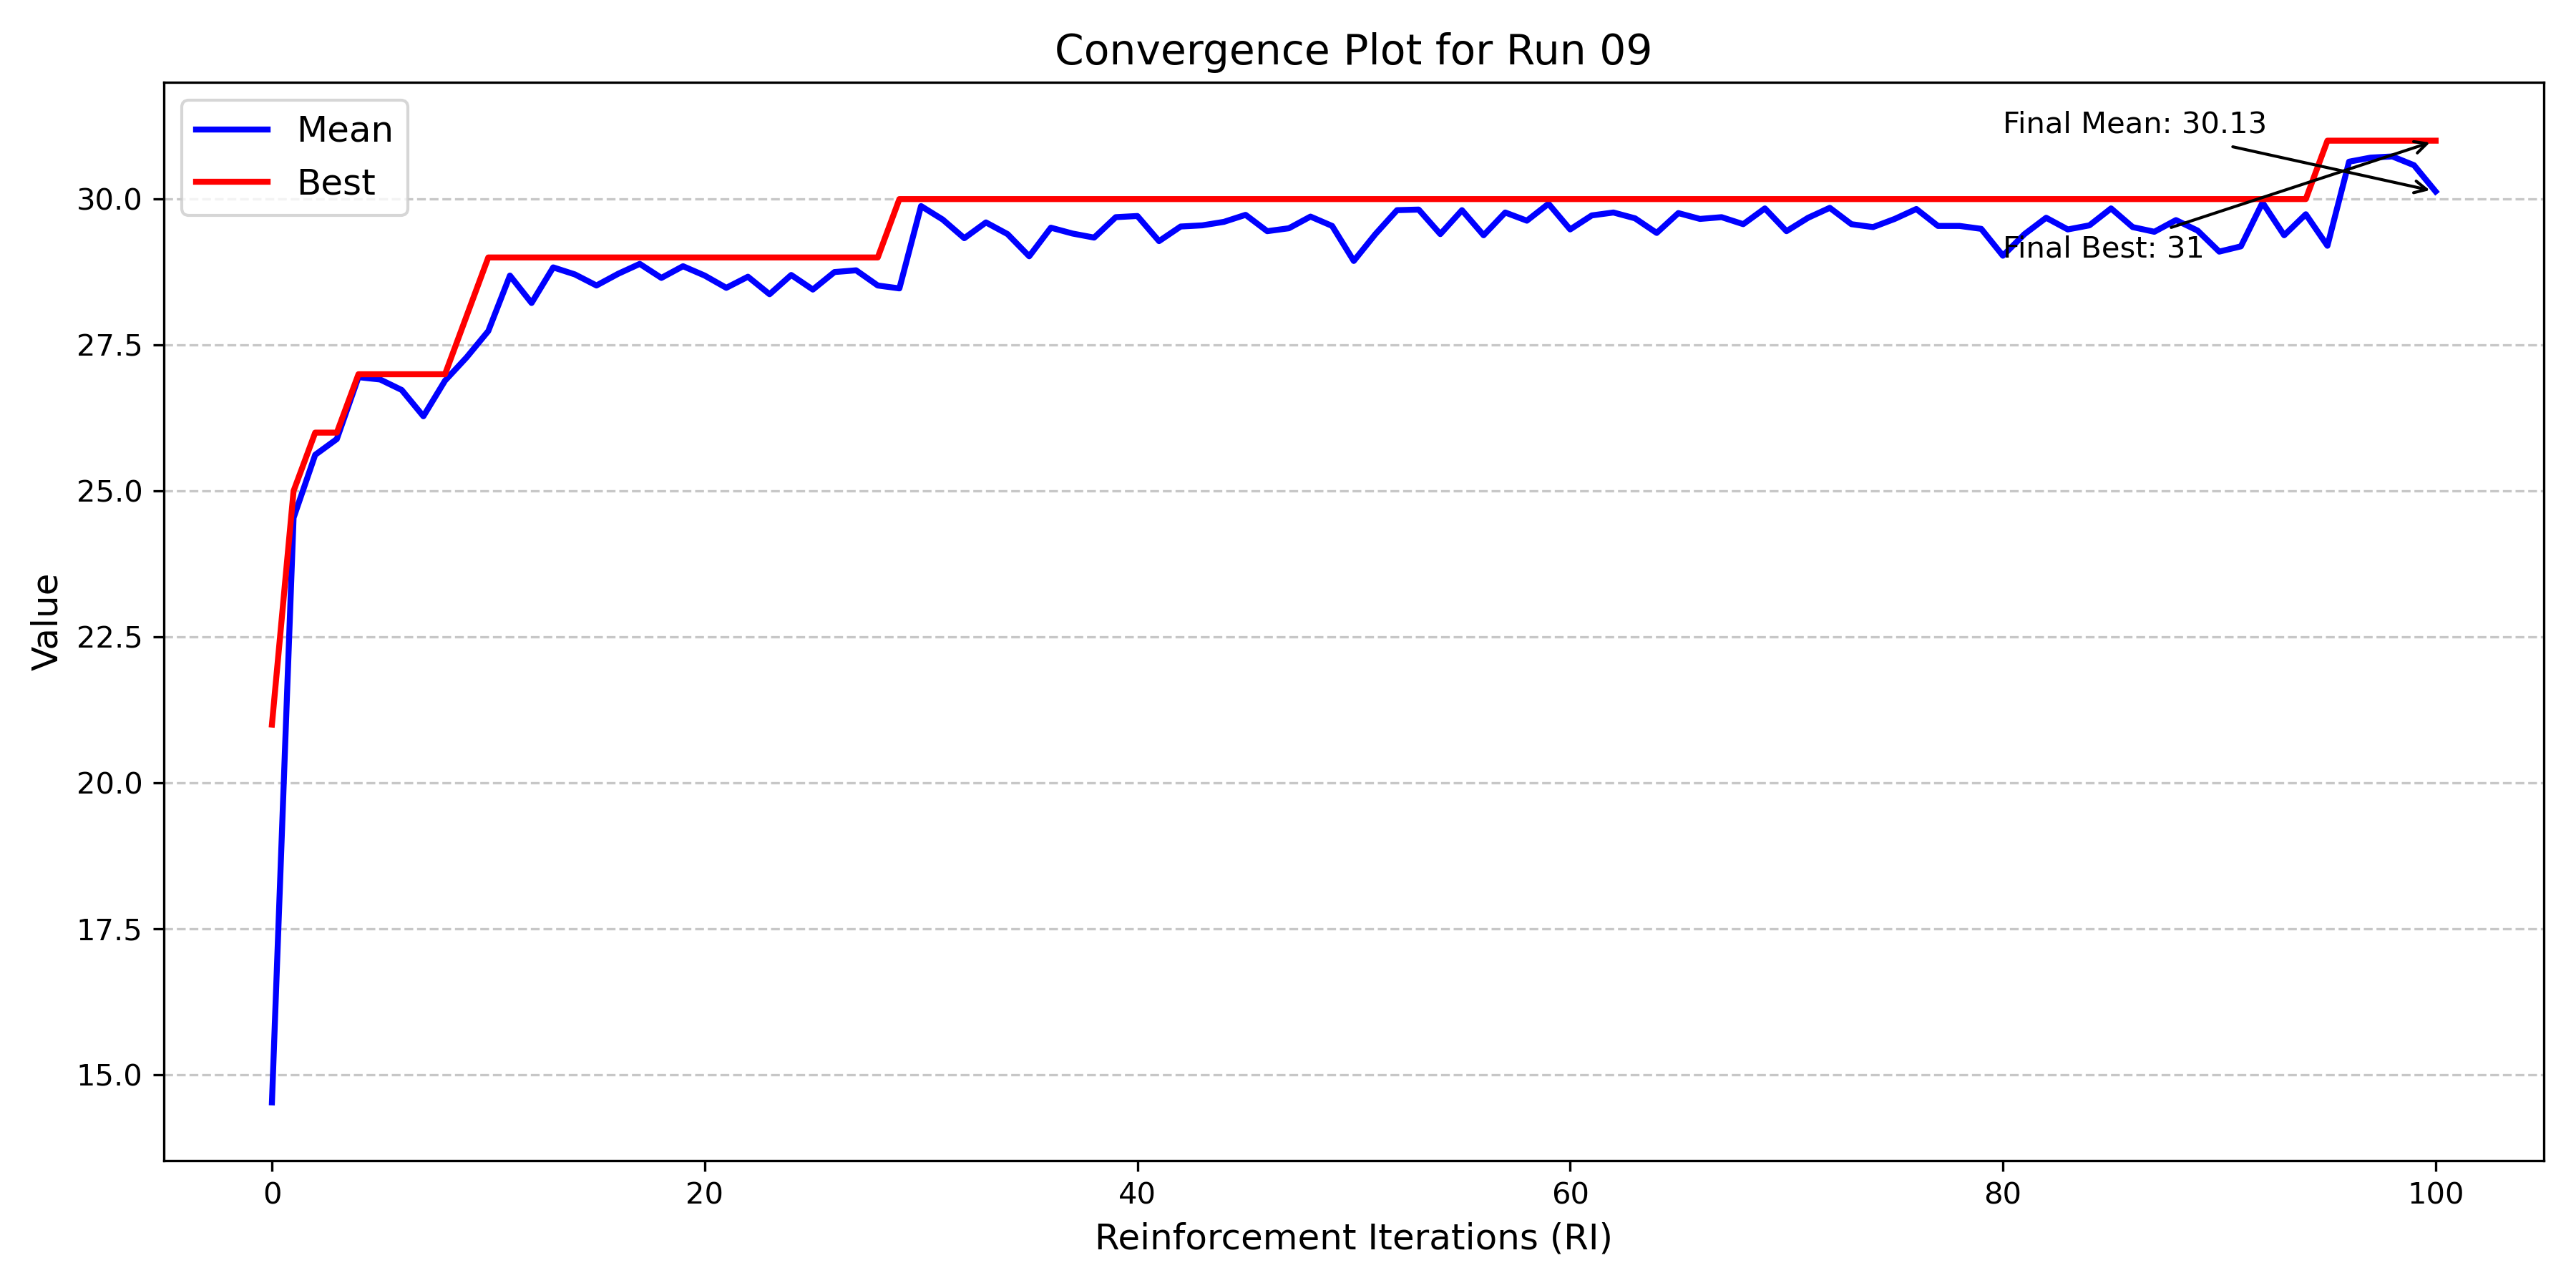 Convergence Plot for Run 09
Mean
Best
Final Mean: 30.13
Final Best: 31
30.0
27.5
25.0
22.5
20.0
17.5
15.0
Value
0
20
40
60
80
100
Reinforcement Iterations (RI)